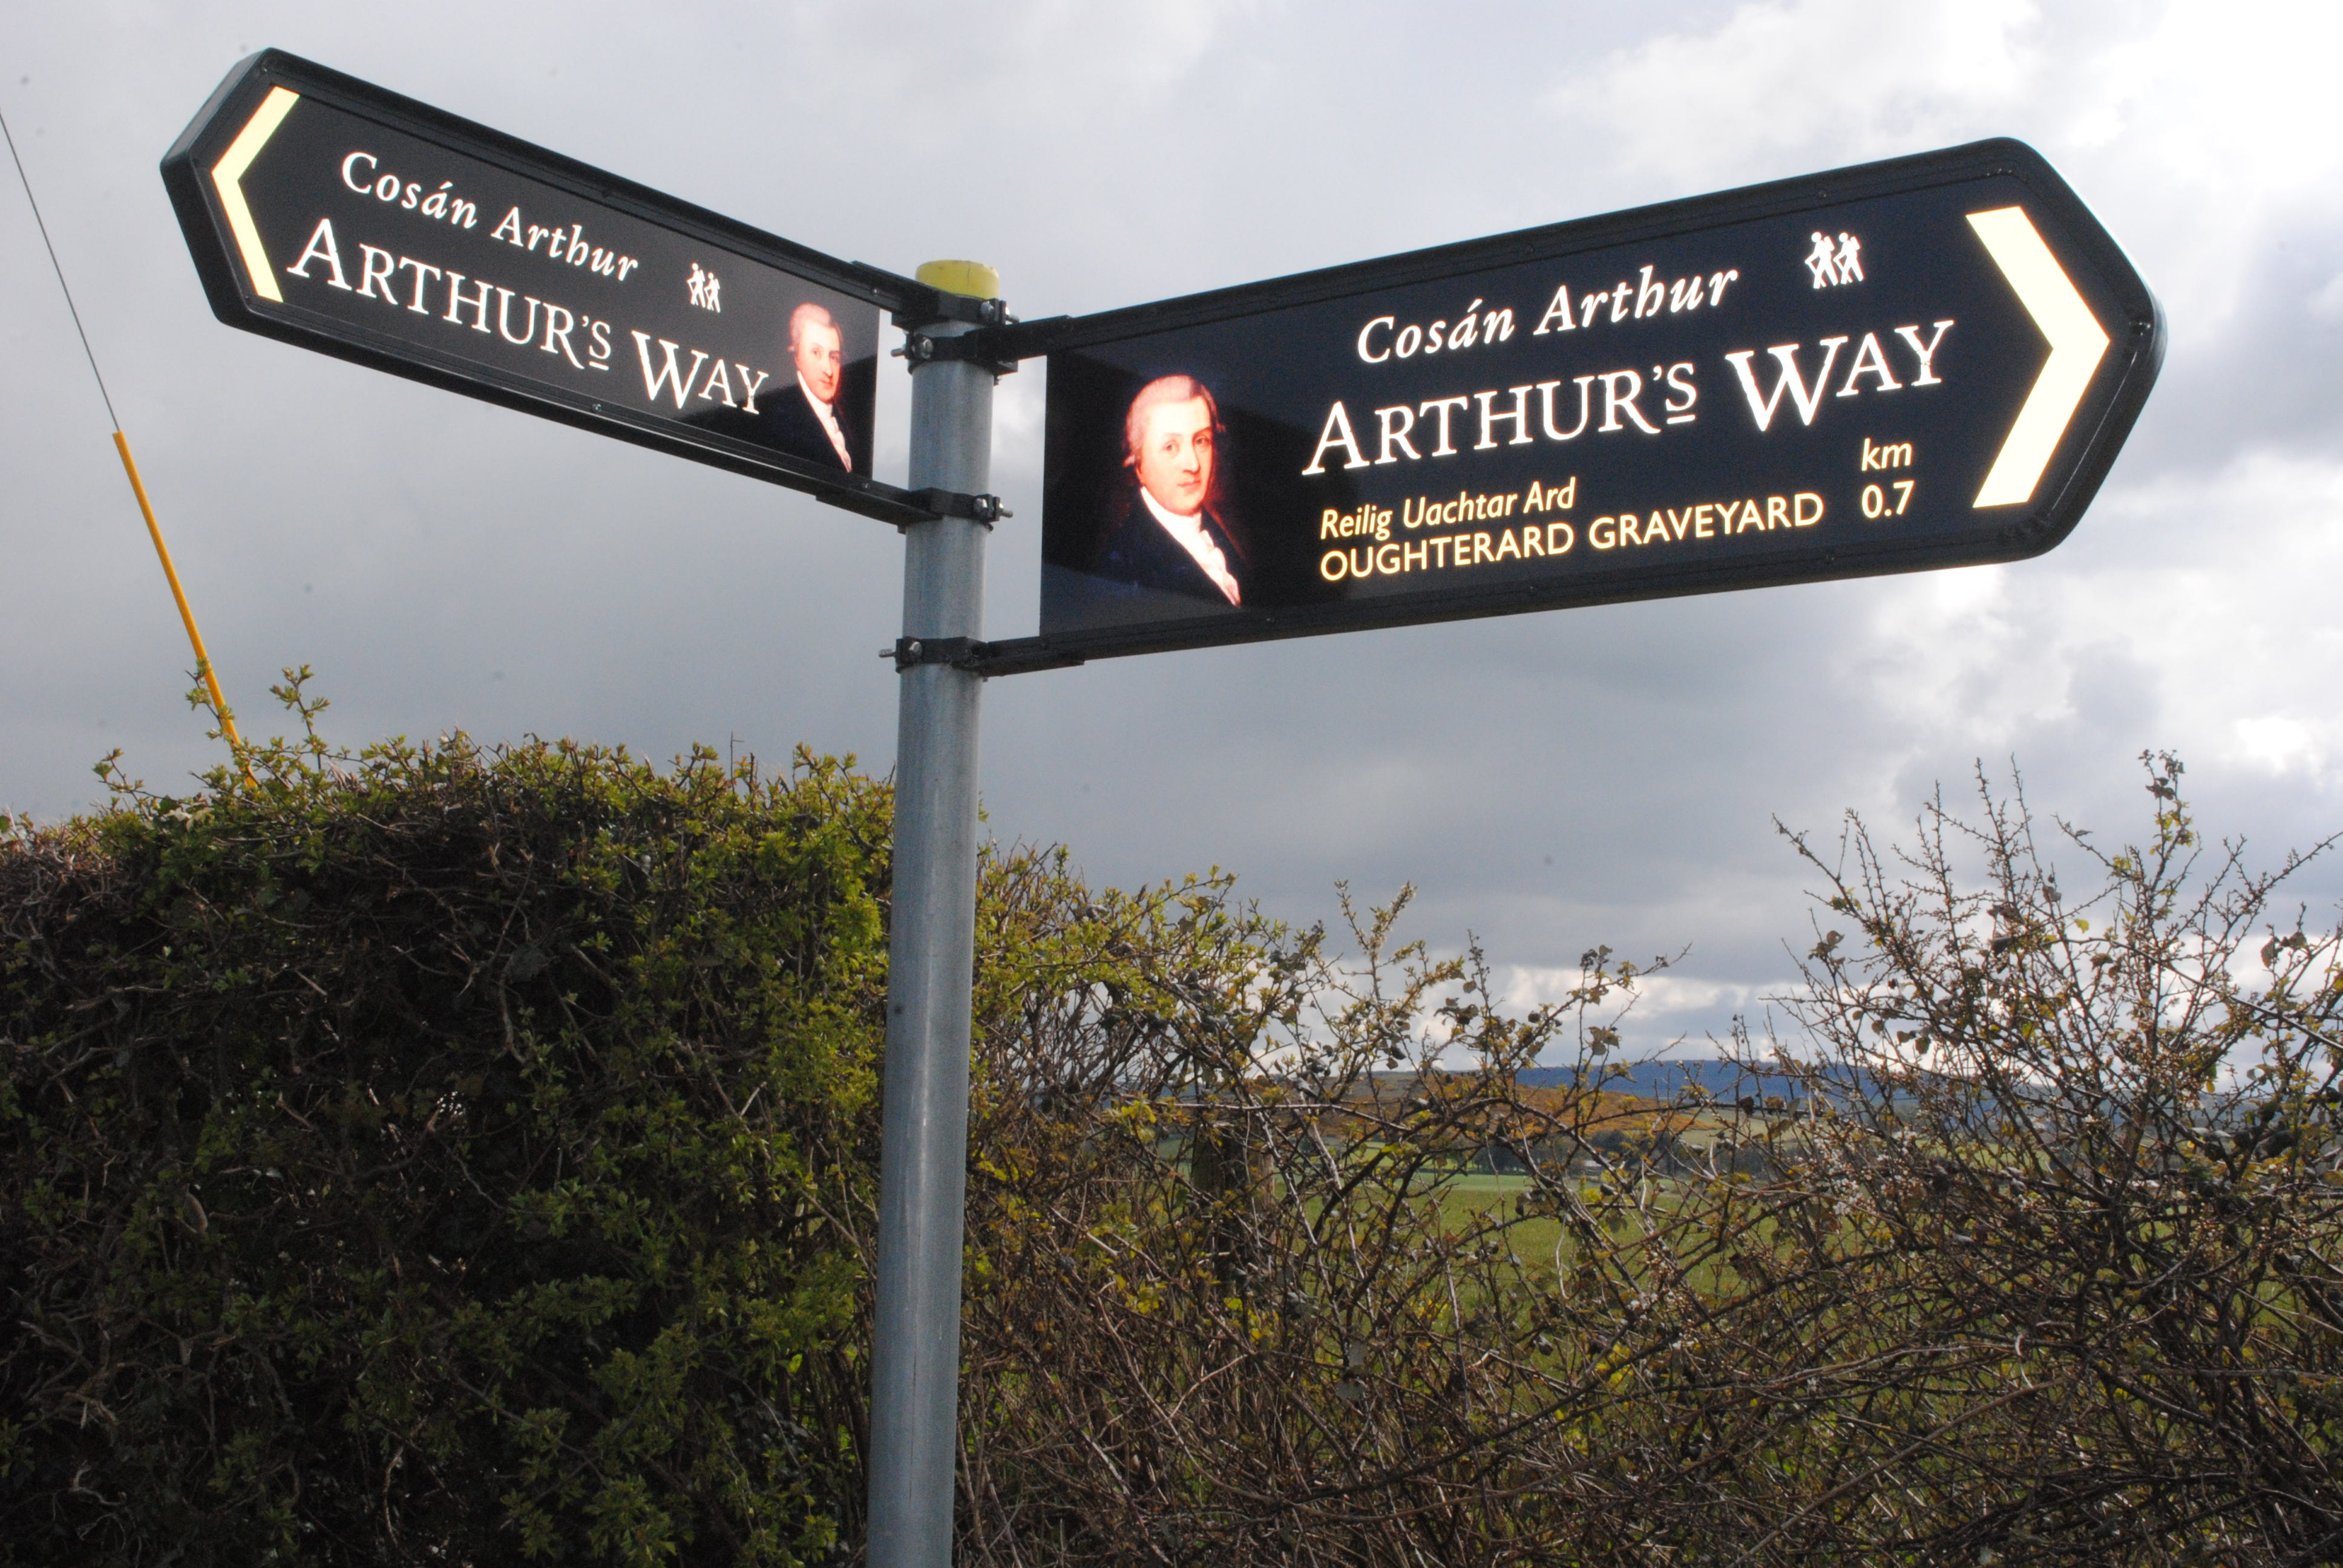 Cosán Arthur
ARTHUR'S WAY
Cosán Arthur
ARTHUR'S WAY
km
Reilig Uachtar Ard
OUGHTERARD GRAVEYARD 0.7